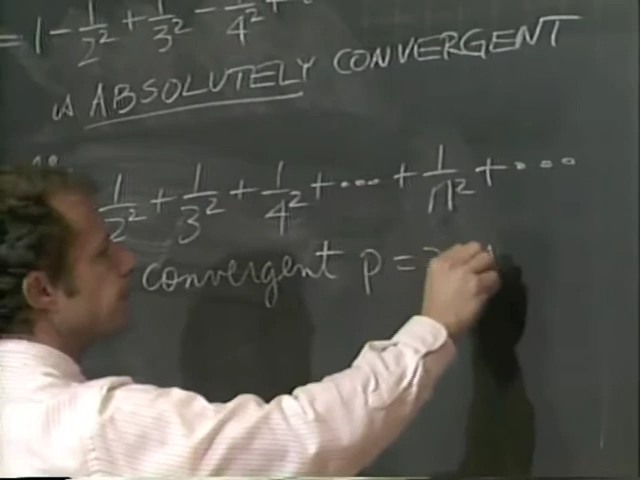 = 1 - 1/2² + 1/3² - 1/4² +
is ABSOLUTELY CONVERGENT
1/2² + 1/3² + 1/4² + ... + 1/n² + ...
convergent p =